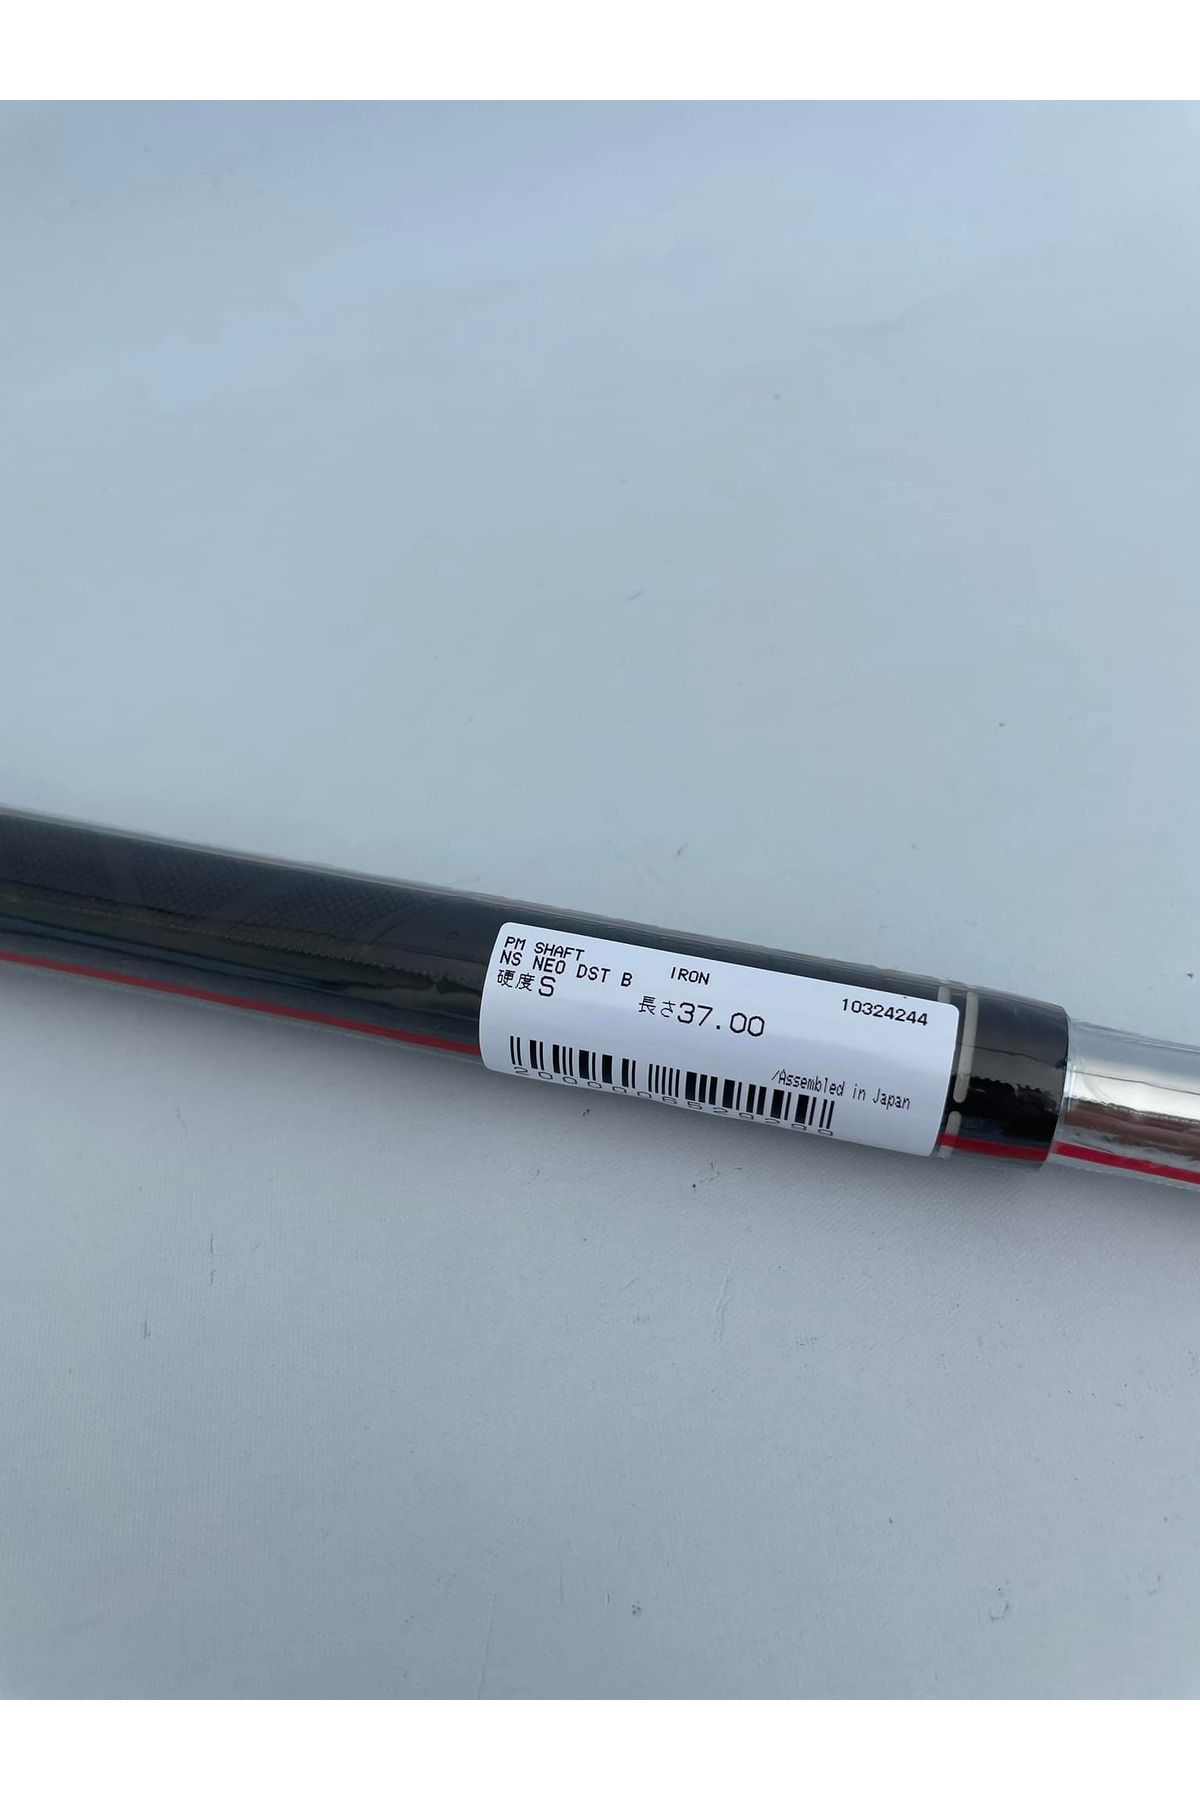 PM SHAFT
NS NEO DST B IRON
硬度S 長さ37.00 10324244
/Assembled in Japan